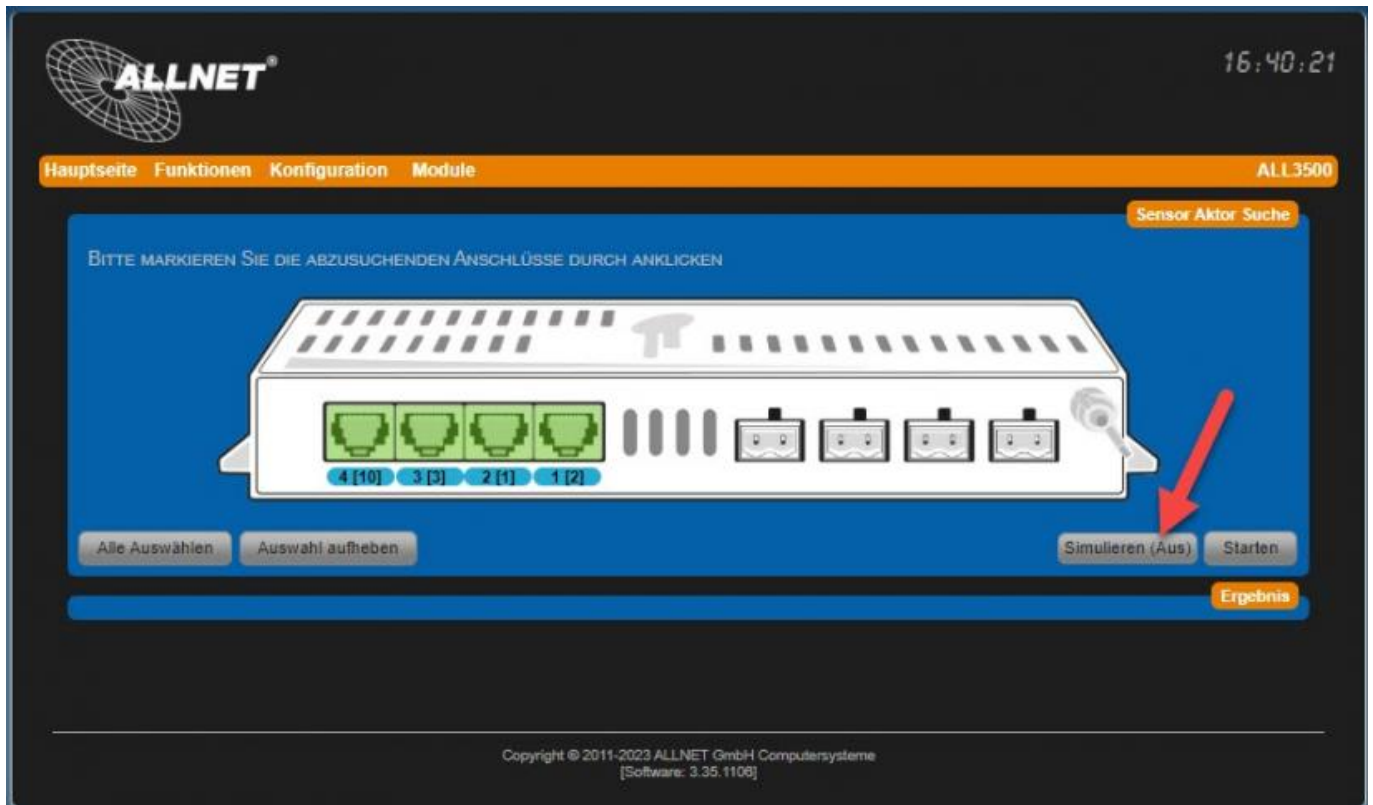 ALLNET®
16:40:21
Hauptseite Funktionen Konfiguration Module ALL3500
Sensor Aktor Suche
Bitte markieren Sie die abzusuchenden Anschlüsse durch anklicken
4 [10] 3 [3] 2 [1] 1 [2]
Alle Auswählen Auswahl aufheben Simulieren (Aus) Starten
Ergebnis
Copyright © 2011-2023 ALLNET GmbH Computersysteme
[Software: 3.35.1106]